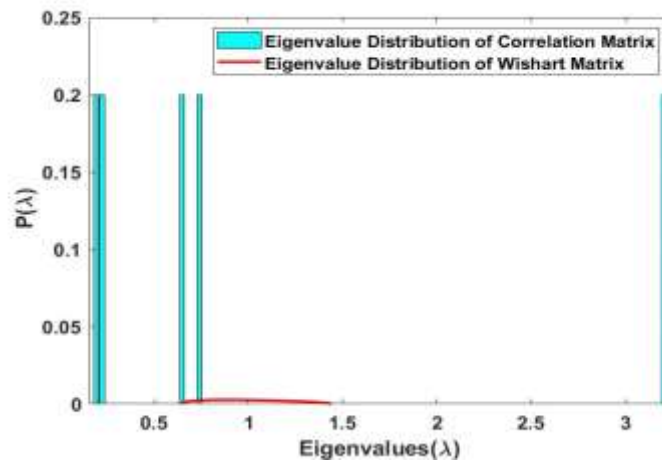 0.25
Eigenvalue Distribution of Correlation Matrix
Eigenvalue Distribution of Wishart Matrix
0.2
0.15
P(λ)
0.1
0.05
0
0.5 1 1.5 2 2.5 3
Eigenvalues(λ)